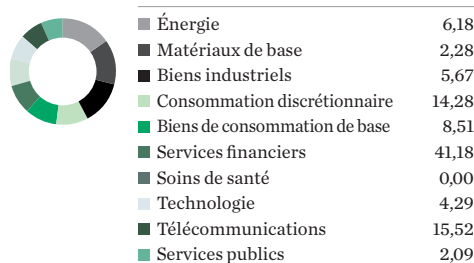 Énergie 6,18
Matériaux de base 2,28
Biens industriels 5,67
Consommation discrétionnaire 14,28
Biens de consommation de base 8,51
Services financiers 41,18
Soins de santé 0,00
Technologie 4,29
Télécommunications 15,52
Services publics 2,09